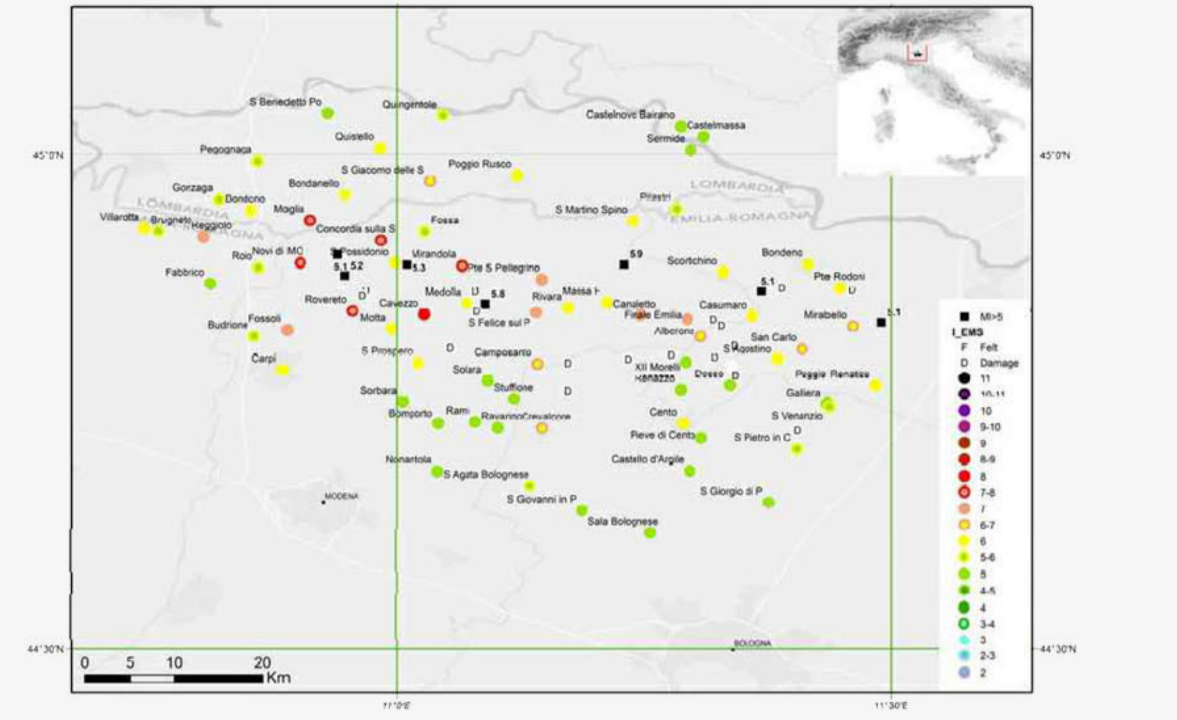 S Benedetto Po
Quingentole
Castelnovo Bairano
Castelmassa
Sermide
Quistello
45°0'N
45°0'N
Pegognaga
S Giacomo delle S
Poggio Rusco
Gonzaga
Bondanello
LOMBARDIA
Pilastri
Bondeno
Moglia
S Martino Spino
EMILIA-ROMAGNA
LOMBARDIA
Villarotta
Brugneto
Reggiolo
Concordia sulla S
Fossa
Rolo
Novi di MO
S Possidonio
Mirandola
5.9
Scortichino
Bondeno
5.1
5.2
5.3
Pte S Pellegrino
Fabbrico
5.1
D
Pte Rodoni
D
Rovereto
D
Cavezzo
Medolla
D
5.8
Rivara
Massa F
Canaletto
Casumaro
Mirabello
5.1
Budrione
Fossoli
Motta
D
S Felice sul P
Finale Emilia
D
D
Alberone
San Carlo
Carpi
S Prospero
D
Camposanto
D
D
D
XII Morelli
D
D
S Agostino
Solara
Renazzo
Dosso
D
Poggio Renatico
Sorbara
Stuffione
D
Galliera
Bomporto
Rami
Ravarino
Crevalcore
Cento
S Venanzio
Pieve di Cento
S Pietro in C
D
Nonantola
S Agata Bolognese
Castello d'Argile
MODENA
S Giovanni in P
S Giorgio di P
Sala Bolognese
BOLOGNA
44°30'N
44°30'N
0 5 10 20
Km
11°0'E
11°30'E
Ml>5
I_EMS
F Felt
D Damage
11
10-11
10
9-10
9
8-9
8
7-8
7
6-7
6
5-6
5
4-5
4
3-4
3
2-3
2